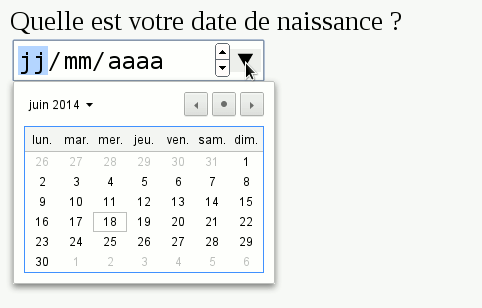 Quelle est votre date de naissance ?
jj/mm/aaaa
juin 2014
lun. mar. mer. jeu. ven. sam. dim.
26 27 28 29 30 31 1
2 3 4 5 6 7 8
9 10 11 12 13 14 15
16 17 18 19 20 21 22
23 24 25 26 27 28 29
30 1 2 3 4 5 6